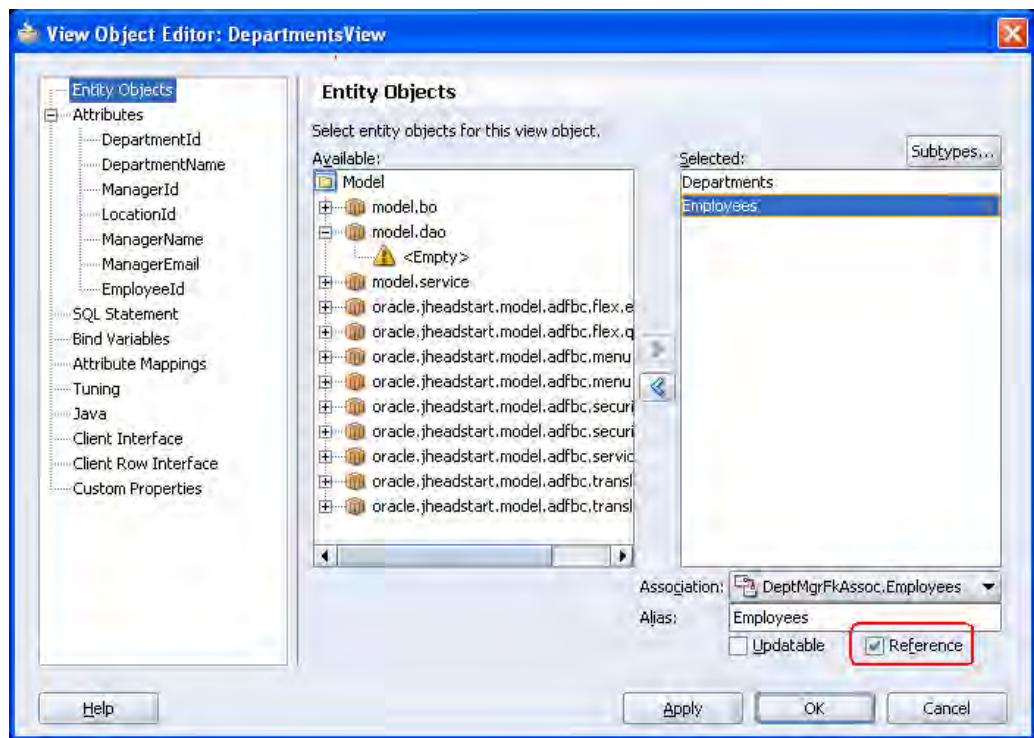 View Object Editor: DepartmentsView
Entity Objects
Attributes
DepartmentId
DepartmentName
ManagerId
LocationId
ManagerName
ManagerEmail
EmployeeId
SQL Statement
Bind Variables
Attribute Mappings
Tuning
Java
Client Interface
Client Row Interface
Custom Properties
Entity Objects
Select entity objects for this view object.
Available:
Model
model.bo
model.dao
<Empty>
model.service
oracle.jheadstart.model.adfbc.flex.e
oracle.jheadstart.model.adfbc.flex.q
oracle.jheadstart.model.adfbc.menu
oracle.jheadstart.model.adfbc.menu
oracle.jheadstart.model.adfbc.securi
oracle.jheadstart.model.adfbc.securi
oracle.jheadstart.model.adfbc.servic
oracle.jheadstart.model.adfbc.transl
oracle.jheadstart.model.adfbc.transl
Selected:
Subtypes...
Departments
Employees
Association: DeptMgrFkAssoc.Employees
Alias: Employees
Updatable Reference
Help Apply OK Cancel